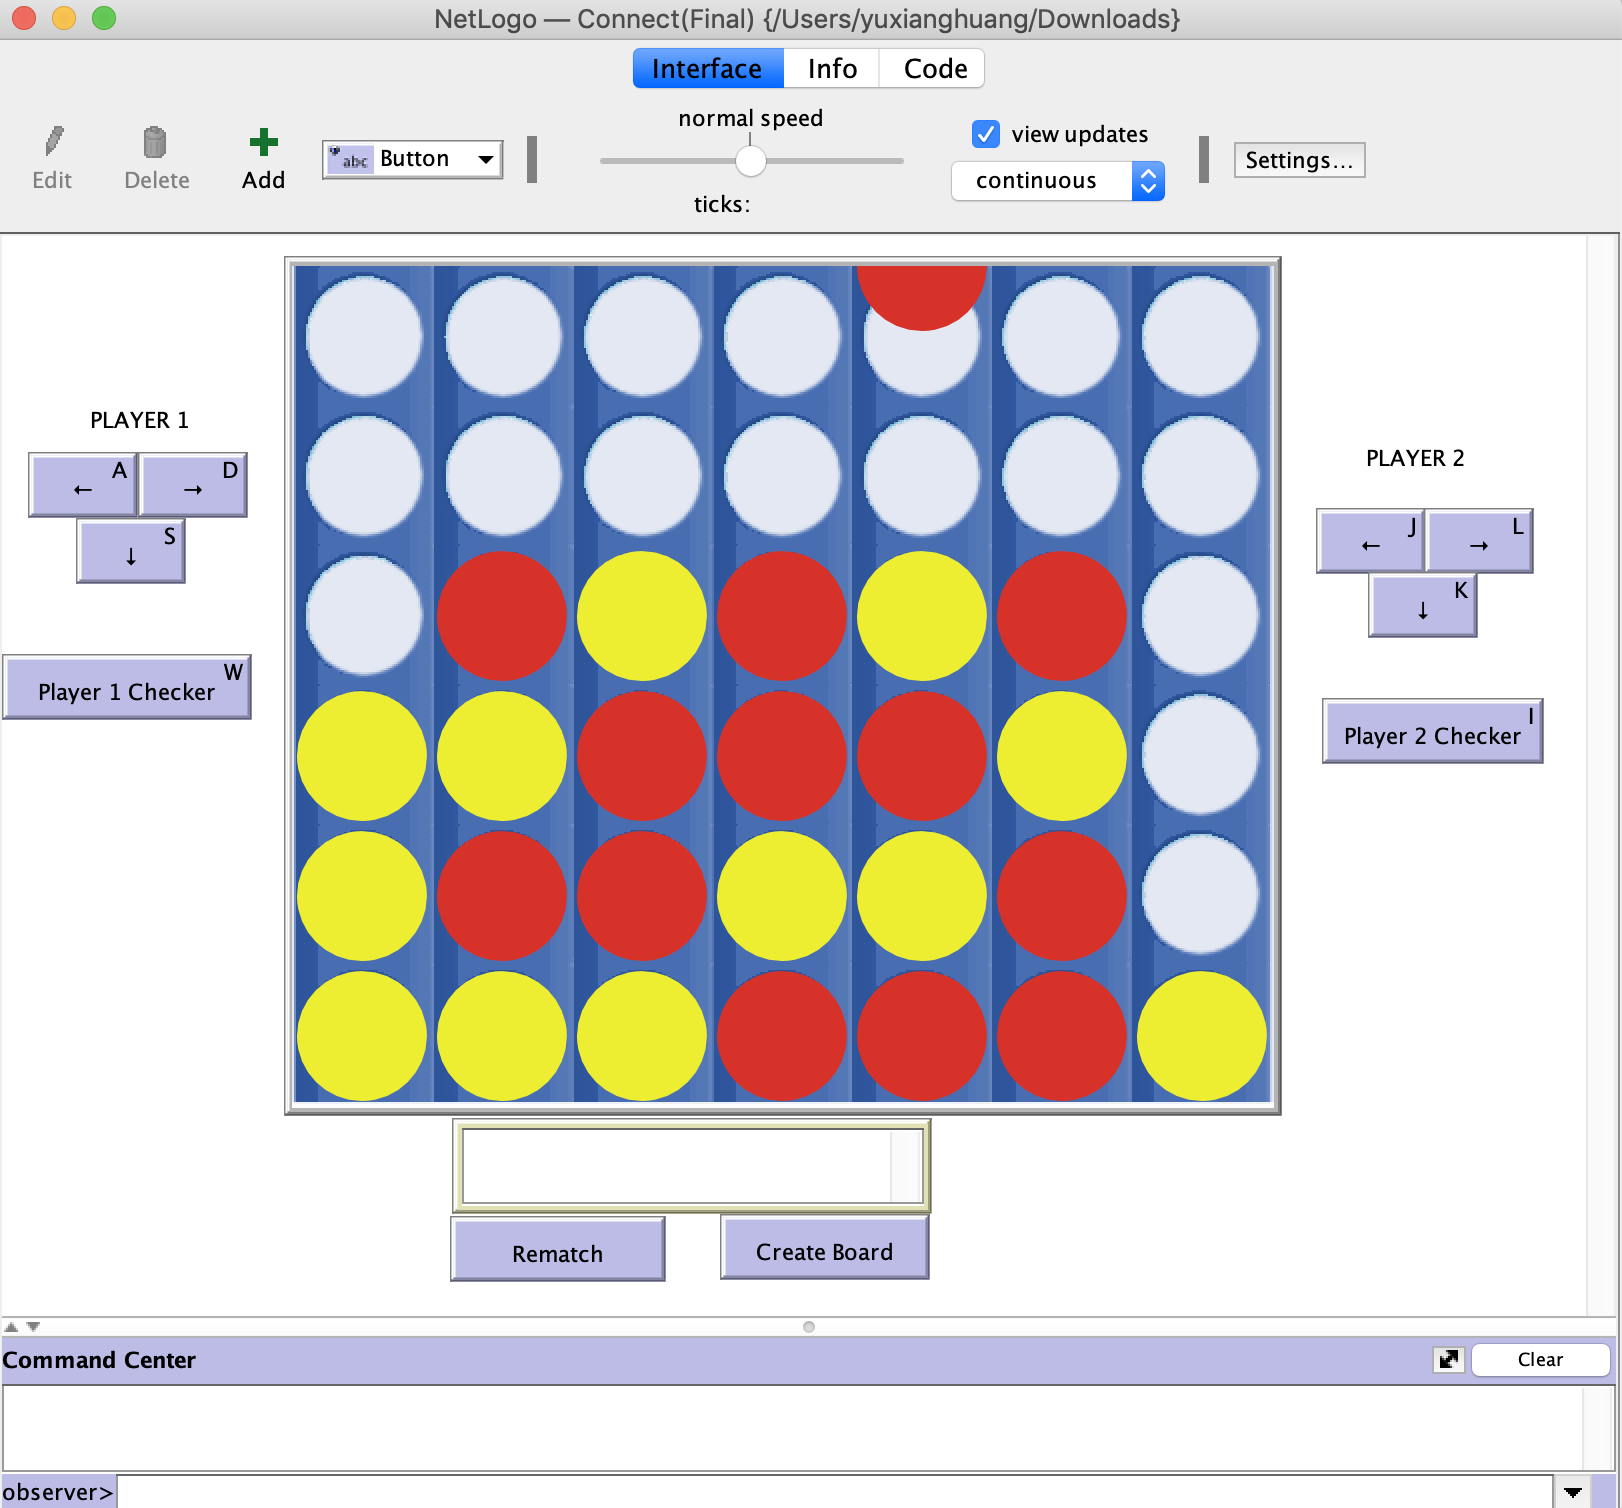 NetLogo — Connect(Final) {/Users/yuxianghuang/Downloads}
Interface Info Code
normal speed
view updates
Edit Delete Add
abc Button
continuous
Settings...
ticks:
PLAYER 1
A ←
D →
S ↓
Player 1 Checker W
PLAYER 2
J ←
L →
K ↓
Player 2 Checker I
Rematch
Create Board
Command Center
Clear
observer>